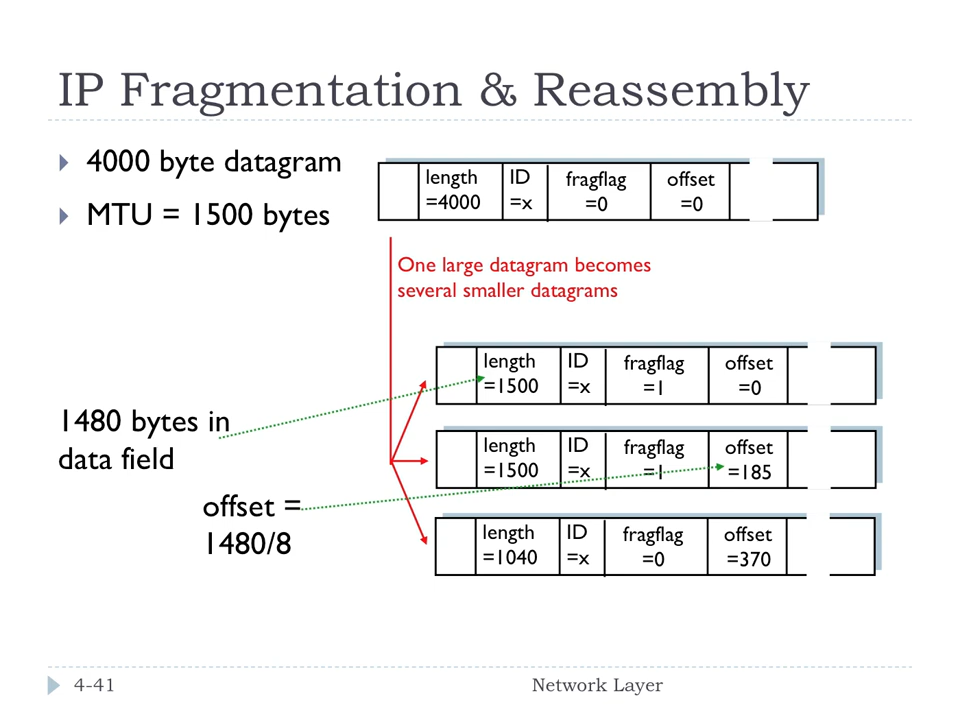 IP Fragmentation & Reassembly
4000 byte datagram
MTU = 1500 bytes
length ID fragflag offset
=4000 =x =0 =0
One large datagram becomes
several smaller datagrams
length ID fragflag offset
=1500 =x =1 =0
1480 bytes in
data field
length ID fragflag offset
=1500 =x =1 =185
offset =
1480/8
length ID fragflag offset
=1040 =x =0 =370
4-41
Network Layer